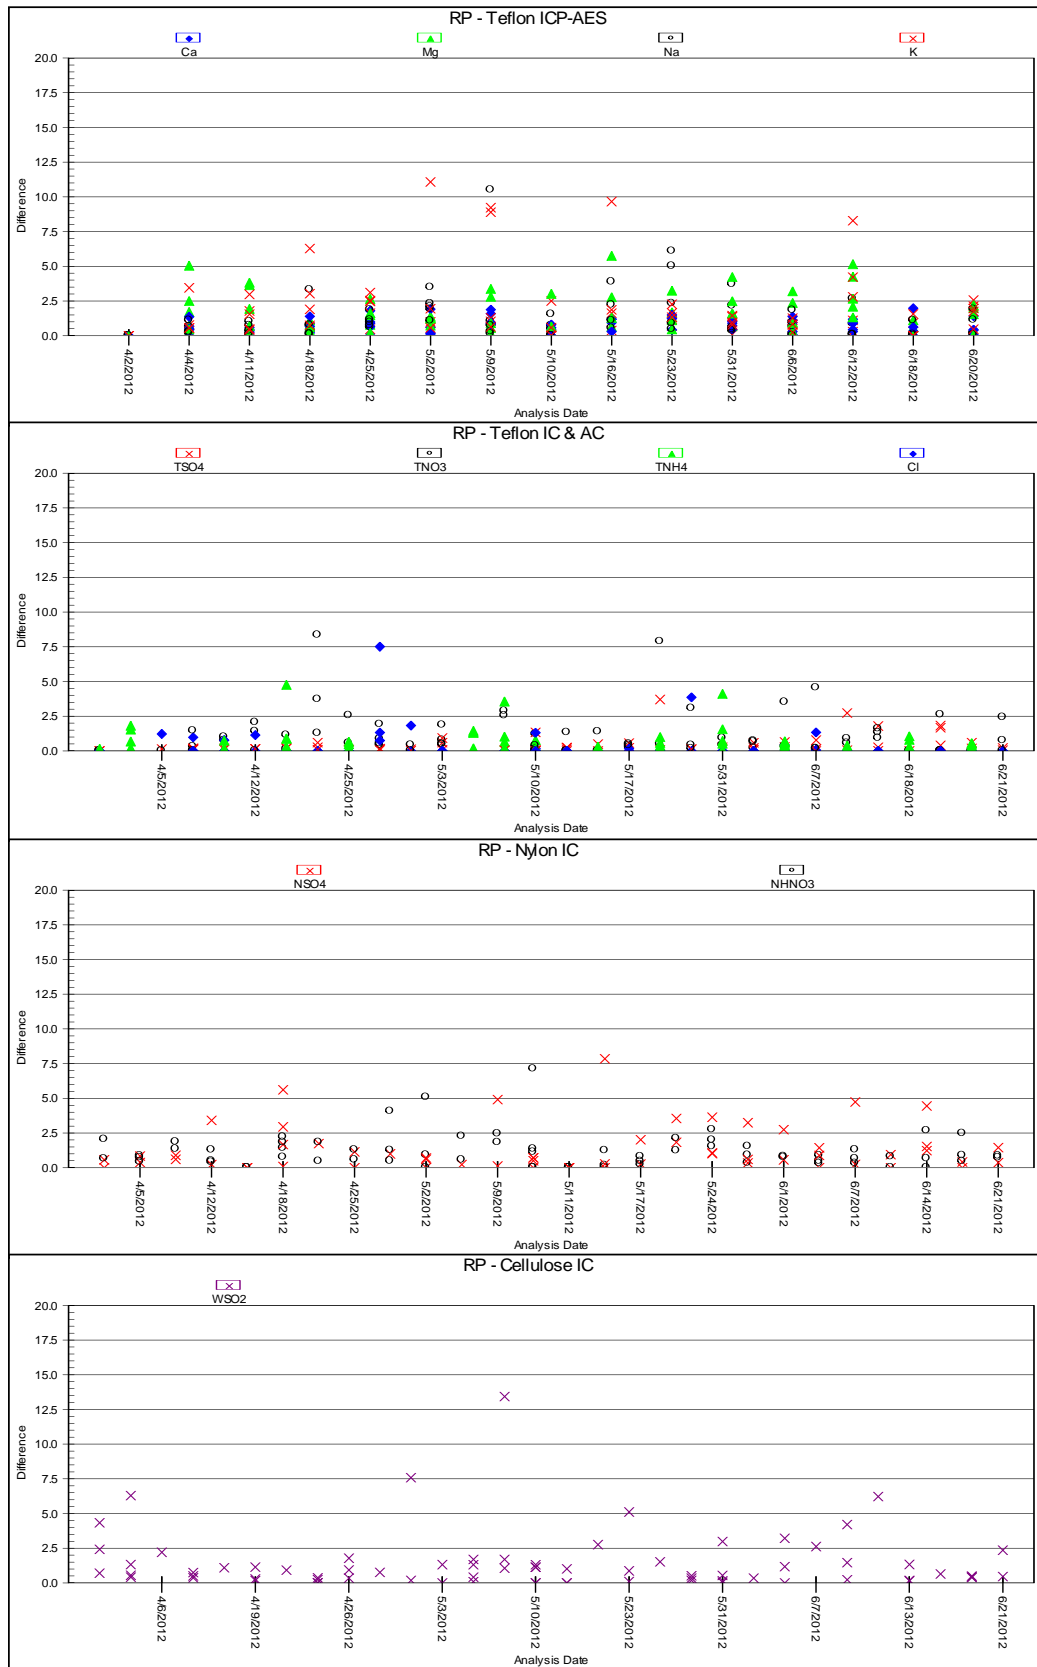 RP - Teflon ICP-AES
Ca Mg Na K
20.0
17.5
15.0
12.5
10.0
7.5
5.0
2.5
0.0
Difference
4/2/2012 4/4/2012 4/11/2012 4/18/2012 4/25/2012 5/2/2012 5/9/2012 5/10/2012 5/16/2012 5/23/2012 5/31/2012 6/6/2012 6/12/2012 6/18/2012 6/20/2012
Analysis Date
RP - Teflon IC & AC
TSO4 TNO3 TNH4 Cl
20.0
17.5
15.0
12.5
10.0
7.5
5.0
2.5
0.0
Difference
4/5/2012 4/12/2012 4/25/2012 5/3/2012 5/10/2012 5/17/2012 5/31/2012 6/7/2012 6/18/2012 6/21/2012
Analysis Date
RP - Nylon IC
NSO4 NHNO3
20.0
17.5
15.0
12.5
10.0
7.5
5.0
2.5
0.0
Difference
4/5/2012 4/12/2012 4/18/2012 4/25/2012 5/2/2012 5/9/2012 5/11/2012 5/17/2012 5/24/2012 6/1/2012 6/7/2012 6/14/2012 6/21/2012
Analysis Date
RP - Cellulose IC
WSO2
20.0
17.5
15.0
12.5
10.0
7.5
5.0
2.5
0.0
Difference
4/6/2012 4/19/2012 4/26/2012 5/3/2012 5/10/2012 5/23/2012 5/31/2012 6/7/2012 6/13/2012 6/21/2012
Analysis Date